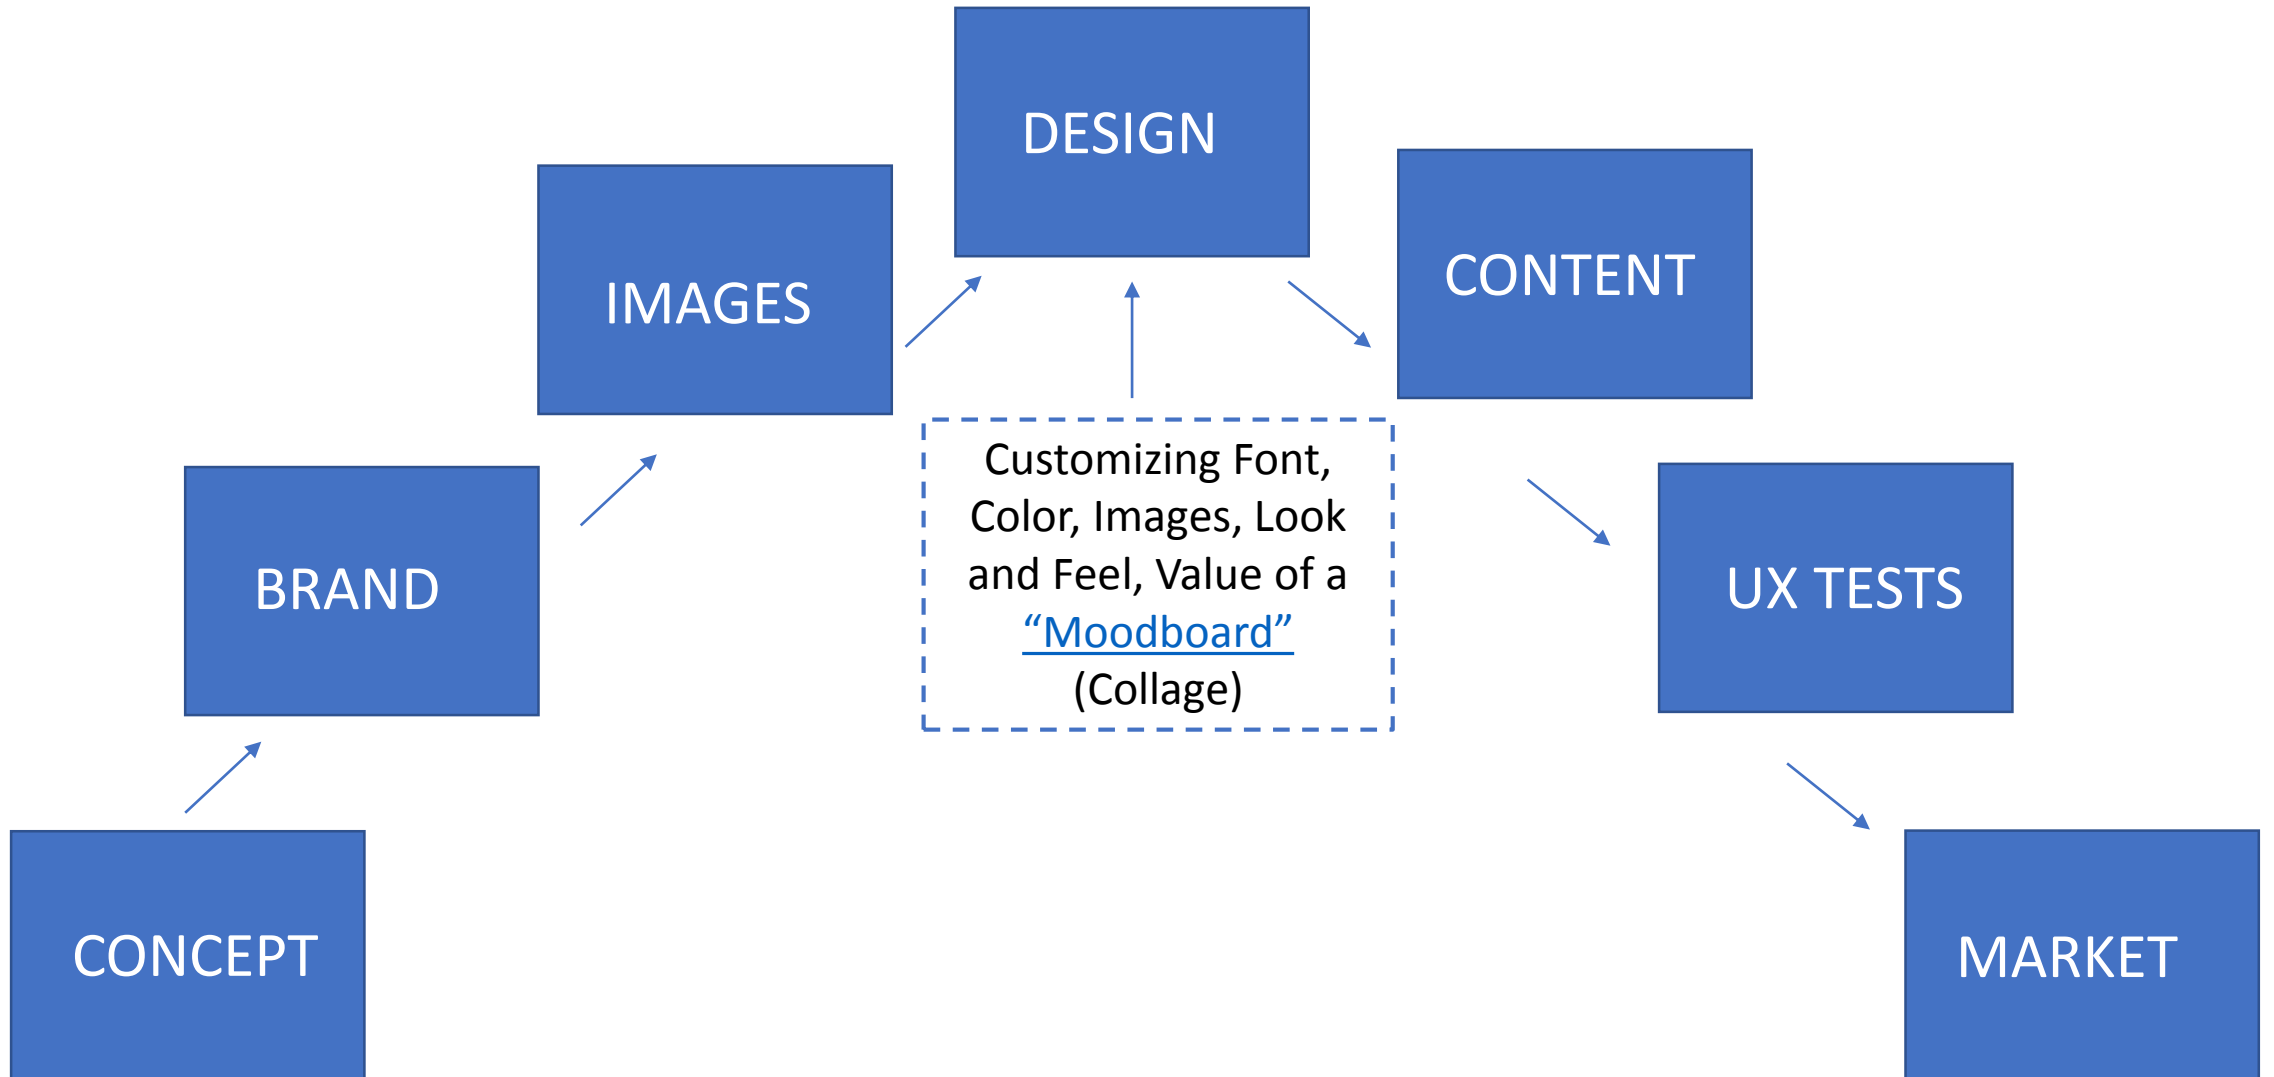 DESIGN
IMAGES
CONTENT
Customizing Font,
Color, Images, Look
and Feel, Value of a
“Moodboard”
(Collage)
BRAND
UX TESTS
CONCEPT
MARKET